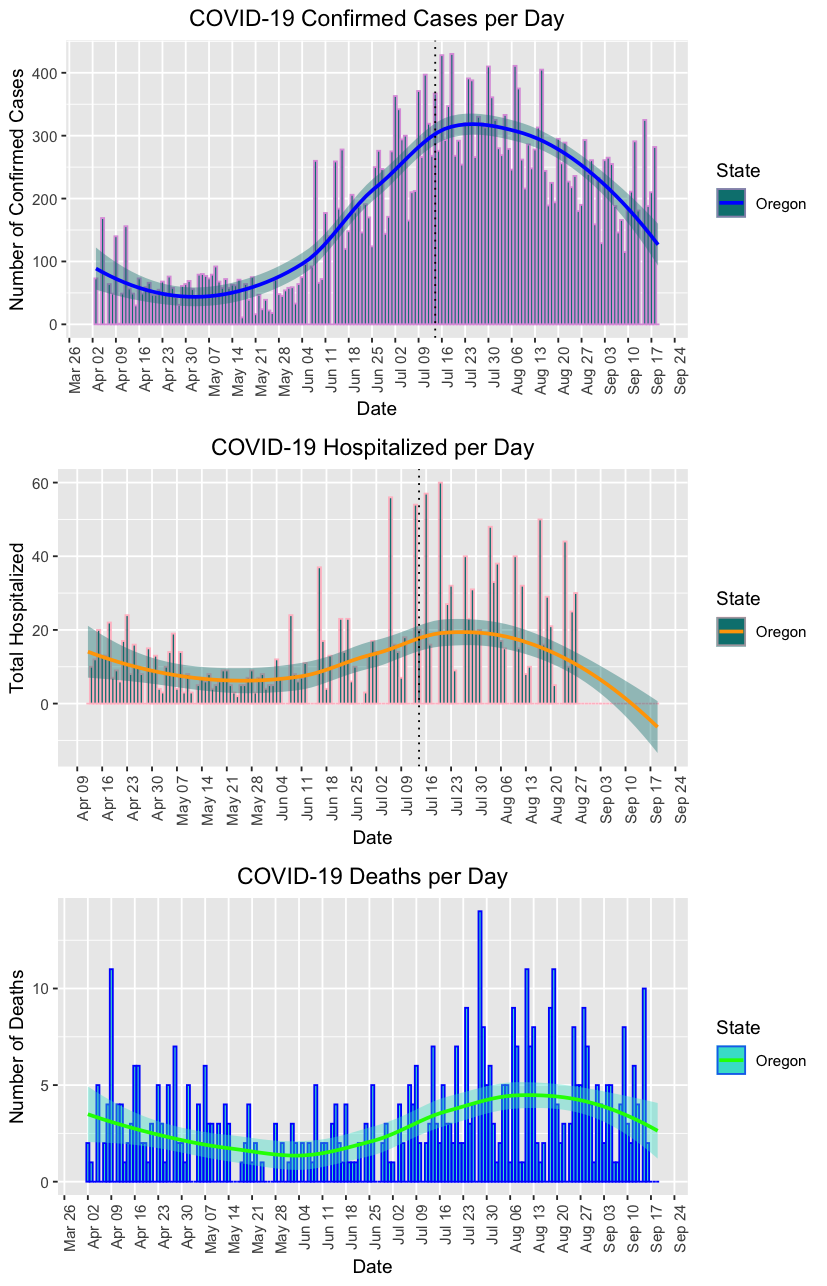 COVID-19 Confirmed Cases per Day
Number of Confirmed Cases
400
300
200
100
0
Mar 26
Apr 02
Apr 09
Apr 16
Apr 23
Apr 30
May 07
May 14
May 21
May 28
Jun 04
Jun 11
Jun 18
Jun 25
Jul 02
Jul 09
Jul 16
Jul 23
Jul 30
Aug 06
Aug 13
Aug 20
Aug 27
Sep 03
Sep 10
Sep 17
Sep 24
Date
State
Oregon
COVID-19 Hospitalized per Day
Total Hospitalized
60
40
20
0
Apr 09
Apr 16
Apr 23
Apr 30
May 07
May 14
May 21
May 28
Jun 04
Jun 11
Jun 18
Jun 25
Jul 02
Jul 09
Jul 16
Jul 23
Jul 30
Aug 06
Aug 13
Aug 20
Aug 27
Sep 03
Sep 10
Sep 17
Sep 24
Date
State
Oregon
COVID-19 Deaths per Day
Number of Deaths
10
5
0
Mar 26
Apr 02
Apr 09
Apr 16
Apr 23
Apr 30
May 07
May 14
May 21
May 28
Jun 04
Jun 11
Jun 18
Jun 25
Jul 02
Jul 09
Jul 16
Jul 23
Jul 30
Aug 06
Aug 13
Aug 20
Aug 27
Sep 03
Sep 10
Sep 17
Sep 24
Date
State
Oregon